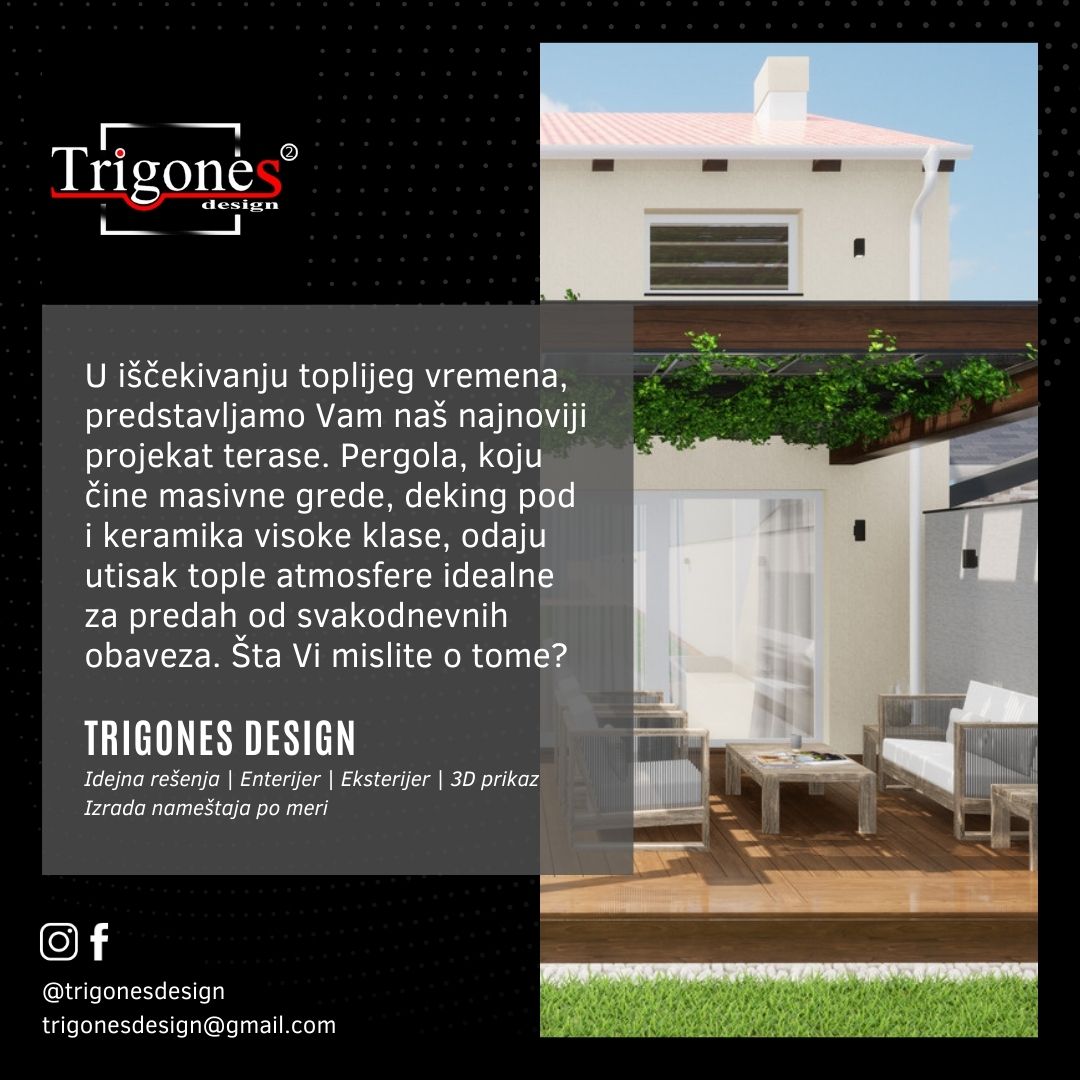 Trigones 2
design
U iščekivanju toplijeg vremena,
predstavljamo Vam naš najnoviji
projekat terase. Pergola, koju
čine masivne grede, deking pod
i keramika visoke klase, odaju
utisak tople atmosfere idealne
za predah od svakodnevnih
obaveza. Šta Vi mislite o tome?
TRIGONES DESIGN
Idejna rešenja | Enterijer | Eksterijer | 3D prikaz
Izrada nameštaja po meri
@trigonesdesign
trigonesdesign@gmail.com